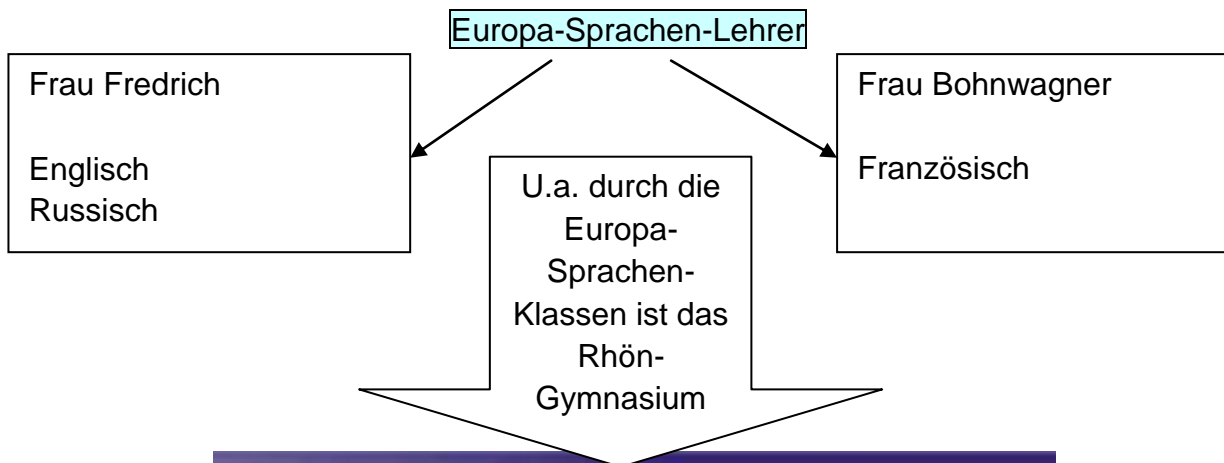 Europa-Sprachen-Lehrer
Frau Fredrich
Englisch
Russisch
Frau Bohnwagner
Französisch
U.a. durch die
Europa-
Sprachen-
Klassen ist das
Rhön-
Gymnasium